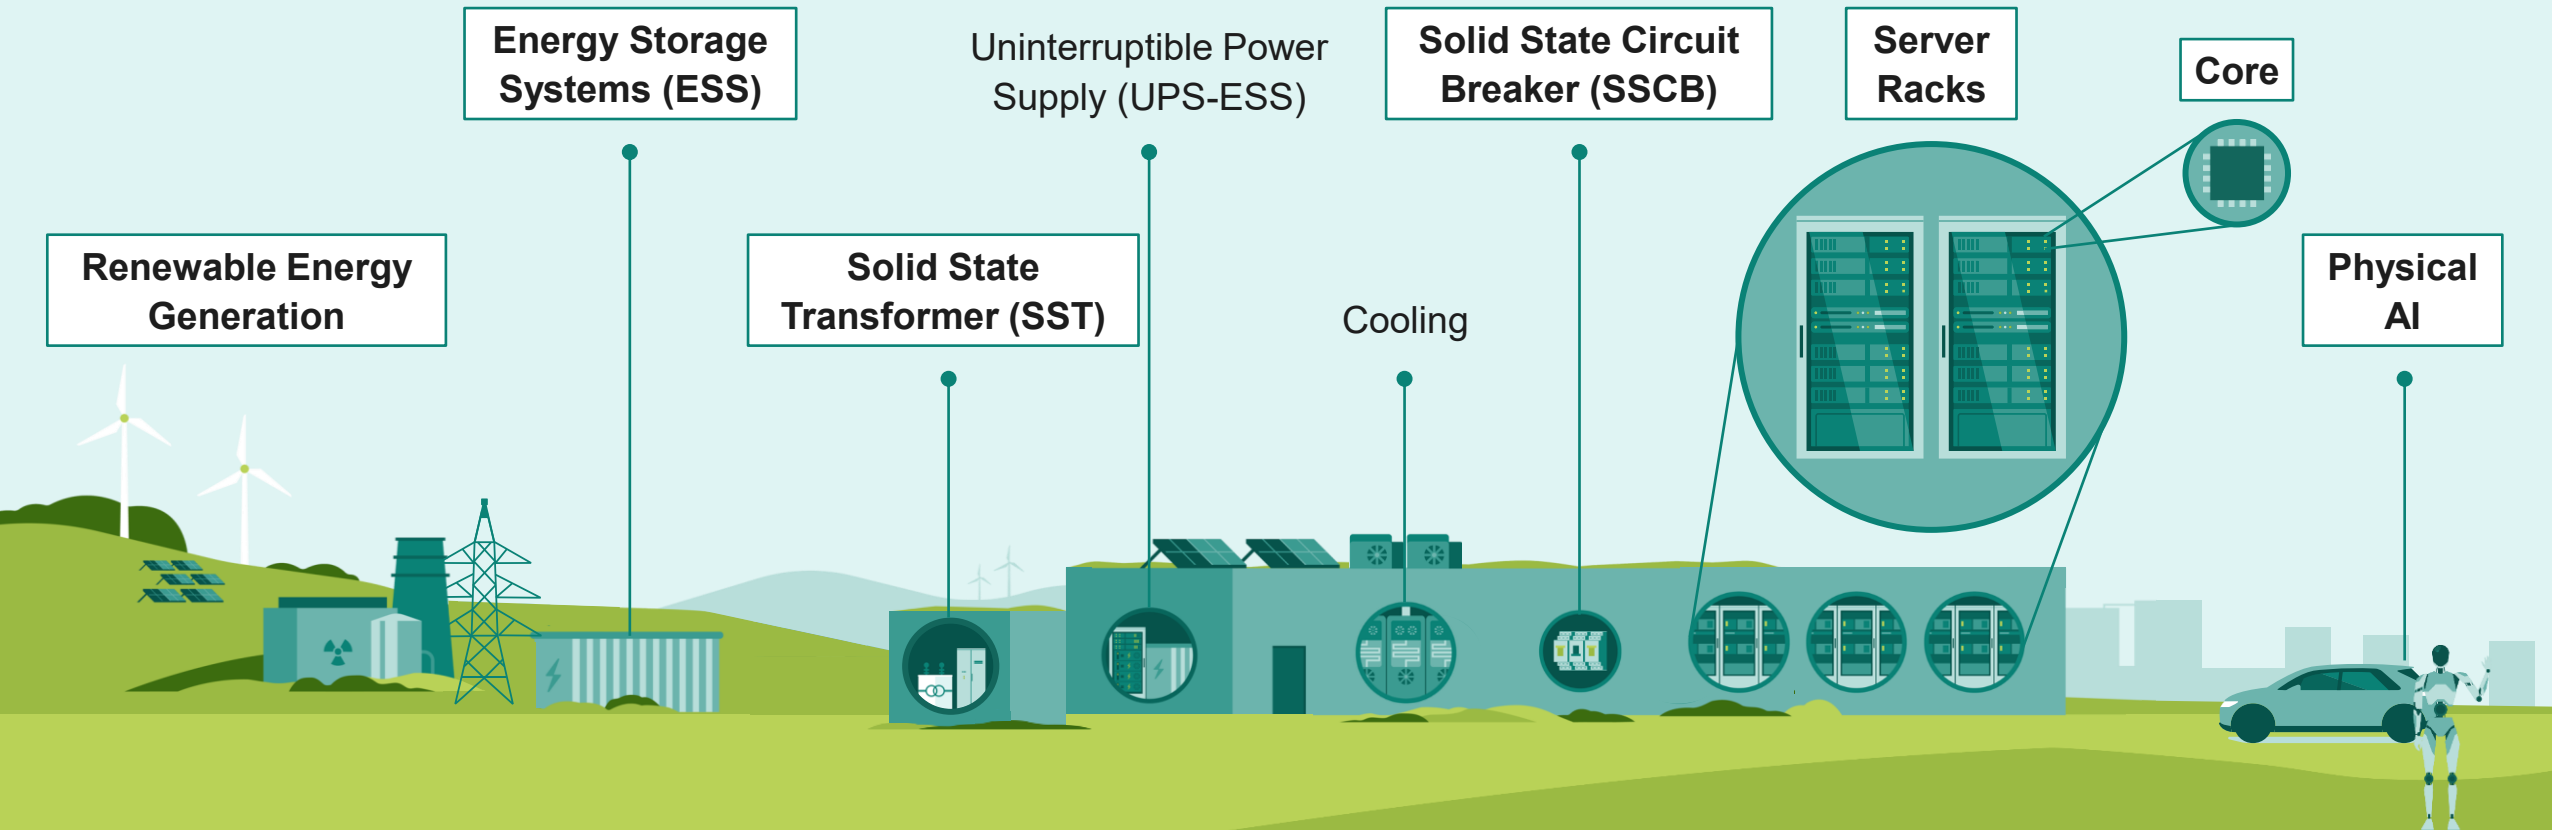 Renewable Energy
Generation
Energy Storage
Systems (ESS)
Solid State
Transformer (SST)
Uninterruptible Power
Supply (UPS-ESS)
Cooling
Solid State Circuit
Breaker (SSCB)
Server
Racks
Core
Physical
AI